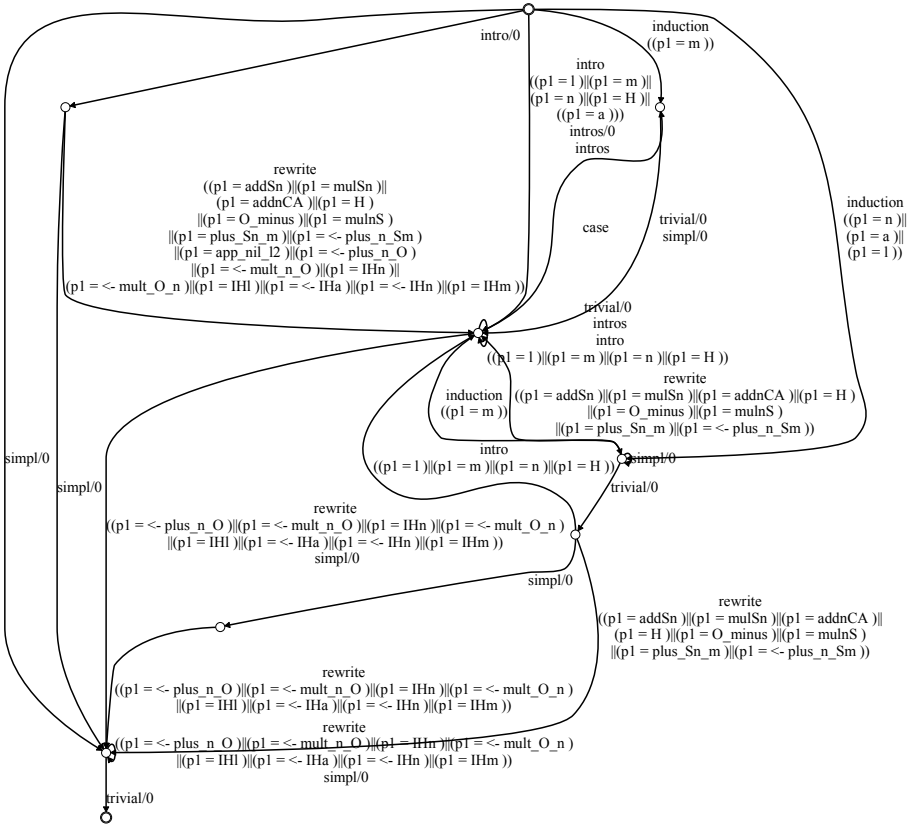 intro/0
induction
((p1 = m ))
intro
((p1 = l )||(p1 = m )||
(p1 = n )||(p1 = H )||
((p1 = a )))
intros/0
intros
rewrite
((p1 = addSn )||(p1 = mulSn )||
(p1 = addnCA )||(p1 = H )
||(p1 = O_minus )||(p1 = mulnS )
||(p1 = plus_Sn_m )||(p1 = <- plus_n_Sm )
||(p1 = app_nil_l2 )||(p1 = <- plus_n_O )
||(p1 = <- mult_n_O )||(p1 = IHn )||
(p1 = <- mult_O_n )||(p1 = IHl )||(p1 = <- IHa )||(p1 = <- IHn )||(p1 = IHm ))
case
trivial/0
simpl/0
induction
((p1 = n )||
(p1 = a )||
(p1 = l ))
trivial/0
intros
intro
((p1 = l )||(p1 = m )||(p1 = n )||(p1 = H ))
induction
((p1 = m ))
rewrite
((p1 = addSn )||(p1 = mulSn )||(p1 = addnCA )||(p1 = H )
||(p1 = O_minus )||(p1 = mulnS )
||(p1 = plus_Sn_m )||(p1 = <- plus_n_Sm ))
intro
((p1 = l )||(p1 = m )||(p1 = n )||(p1 = H ))
simpl/0
simpl/0
simpl/0
trivial/0
rewrite
((p1 = <- plus_n_O )||(p1 = <- mult_n_O )||(p1 = IHn )||(p1 = <- mult_O_n )
||(p1 = IHl )||(p1 = <- IHa )||(p1 = <- IHn )||(p1 = IHm ))
simpl/0
simpl/0
rewrite
((p1 = addSn )||(p1 = mulSn )||(p1 = addnCA )||
(p1 = H )||(p1 = O_minus )||(p1 = mulnS )
||(p1 = plus_Sn_m )||(p1 = <- plus_n_Sm ))
rewrite
((p1 = <- plus_n_O )||(p1 = <- mult_n_O )||(p1 = IHn )||(p1 = <- mult_O_n )
||(p1 = IHl )||(p1 = <- IHa )||(p1 = <- IHn )||(p1 = IHm ))
rewrite
((p1 = <- plus_n_O )||(p1 = <- mult_n_O )||(p1 = IHn )||(p1 = <- mult_O_n )
||(p1 = IHl )||(p1 = <- IHa )||(p1 = <- IHn )||(p1 = IHm ))
simpl/0
trivial/0